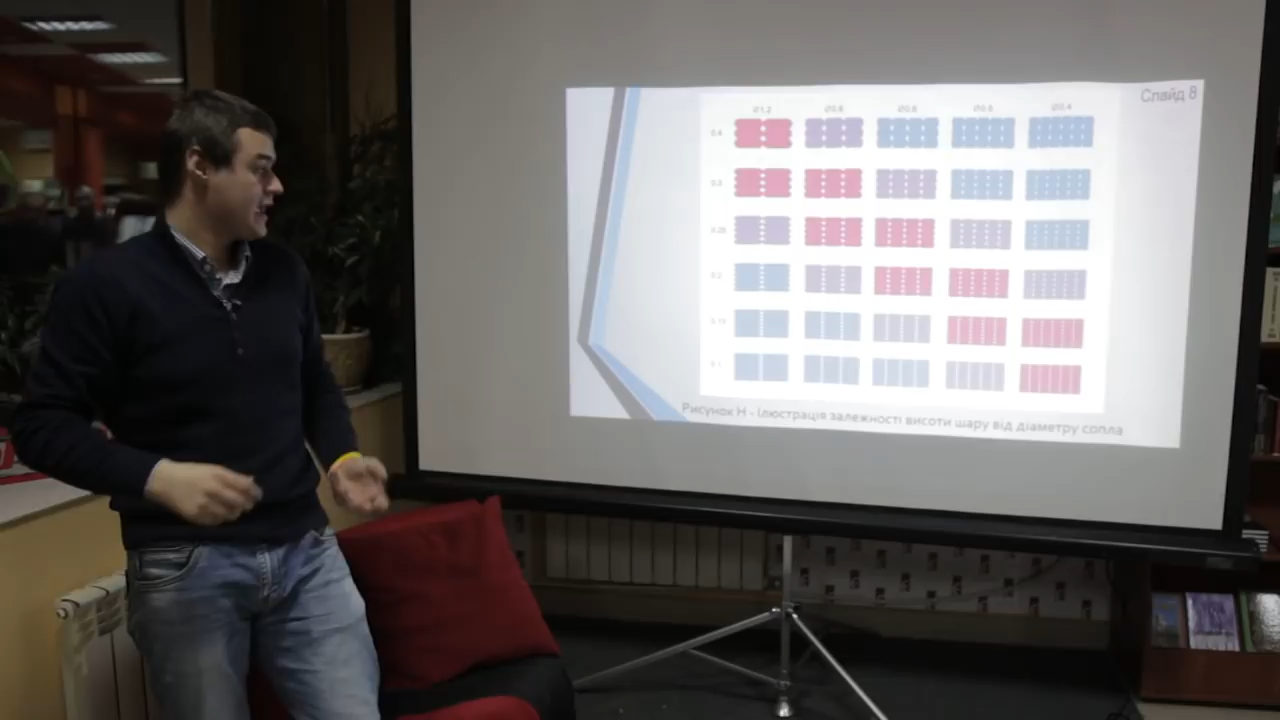 Слайд 8
Ø1,2 Ø0.8 Ø0.6 Ø0.5 Ø0.4
0.4
0.3
0.25
0.2
0.15
0.1
Рисунок Н - Ілюстрація залежності висоти шару від діаметру сопла